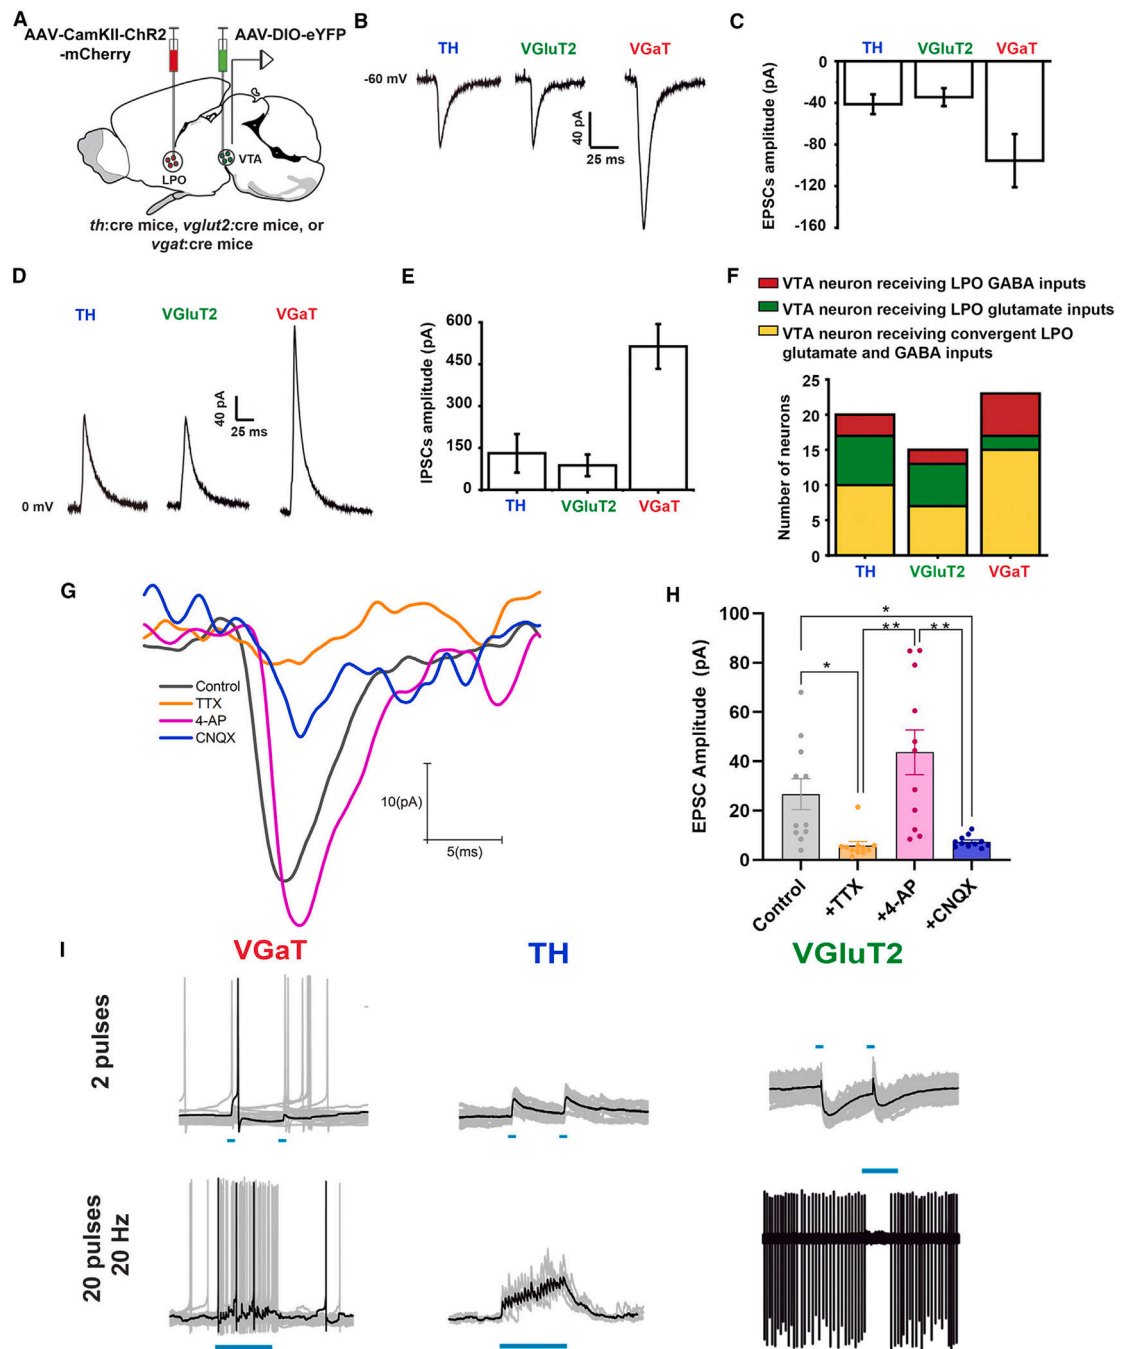 A
AAV-CamKII-ChR2
-mCherry
AAV-DIO-eYFP
LPO
VTA
th:cre mice, vglut2:cre mice, or
vgat:cre mice
B
TH
VGluT2
VGaT
-60 mV
40 pA
25 ms
C
TH
VGluT2
VGaT
EPSCs amplitude (pA)
0
-40
-80
-120
-160
D
TH
VGluT2
VGaT
40 pA
25 ms
0 mV
E
IPSCs amplitude (pA)
600
450
300
150
0
TH
VGluT2
VGaT
F
VTA neuron receiving LPO GABA inputs
VTA neuron receiving LPO glutamate inputs
VTA neuron receiving convergent LPO
glutamate and GABA inputs
Number of neurons
25
20
15
10
5
0
TH
VGluT2
VGaT
G
Control
TTX
4-AP
CNQX
10(pA)
5(ms)
H
EPSC Amplitude (pA)
100
80
60
40
20
0
*
**
**
*
Control
+TTX
+4-AP
+CNQX
I
VGaT
TH
VGluT2
2 pulses
20 pulses
20 Hz